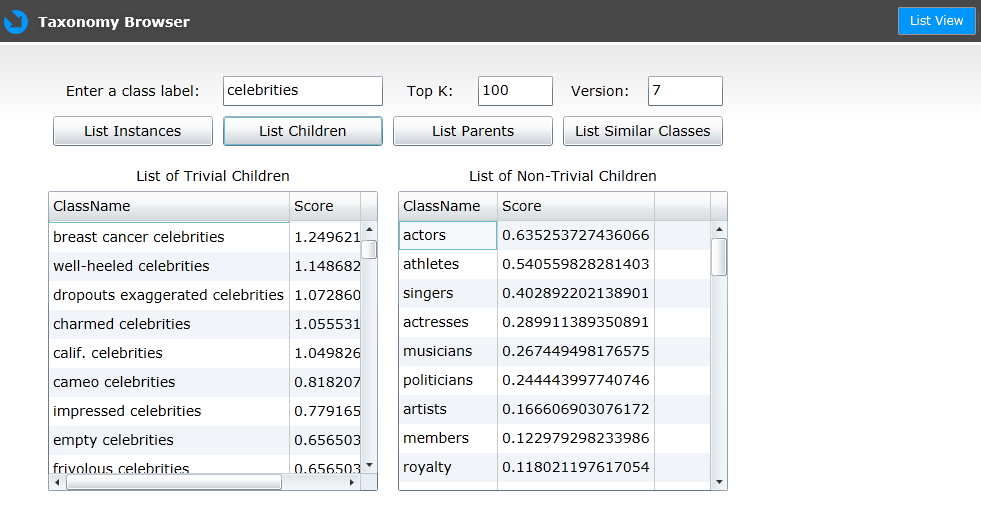 Taxonomy Browser
List View
Enter a class label: celebrities Top K: 100 Version: 7
List Instances List Children List Parents List Similar Classes
List of Trivial Children
ClassName Score
breast cancer celebrities 1.249621
well-heeled celebrities 1.148682
dropouts exaggerated celebrities 1.072860
charmed celebrities 1.055531
calif. celebrities 1.049826
cameo celebrities 0.818207
impressed celebrities 0.779165
empty celebrities 0.656503
frivolous celebrities 0.656503
List of Non-Trivial Children
ClassName Score
actors 0.635253727436066
athletes 0.540559828281403
singers 0.402892202138901
actresses 0.289911389350891
musicians 0.267449498176575
politicians 0.244443997740746
artists 0.166606903076172
members 0.122979298233986
royalty 0.118021197617054